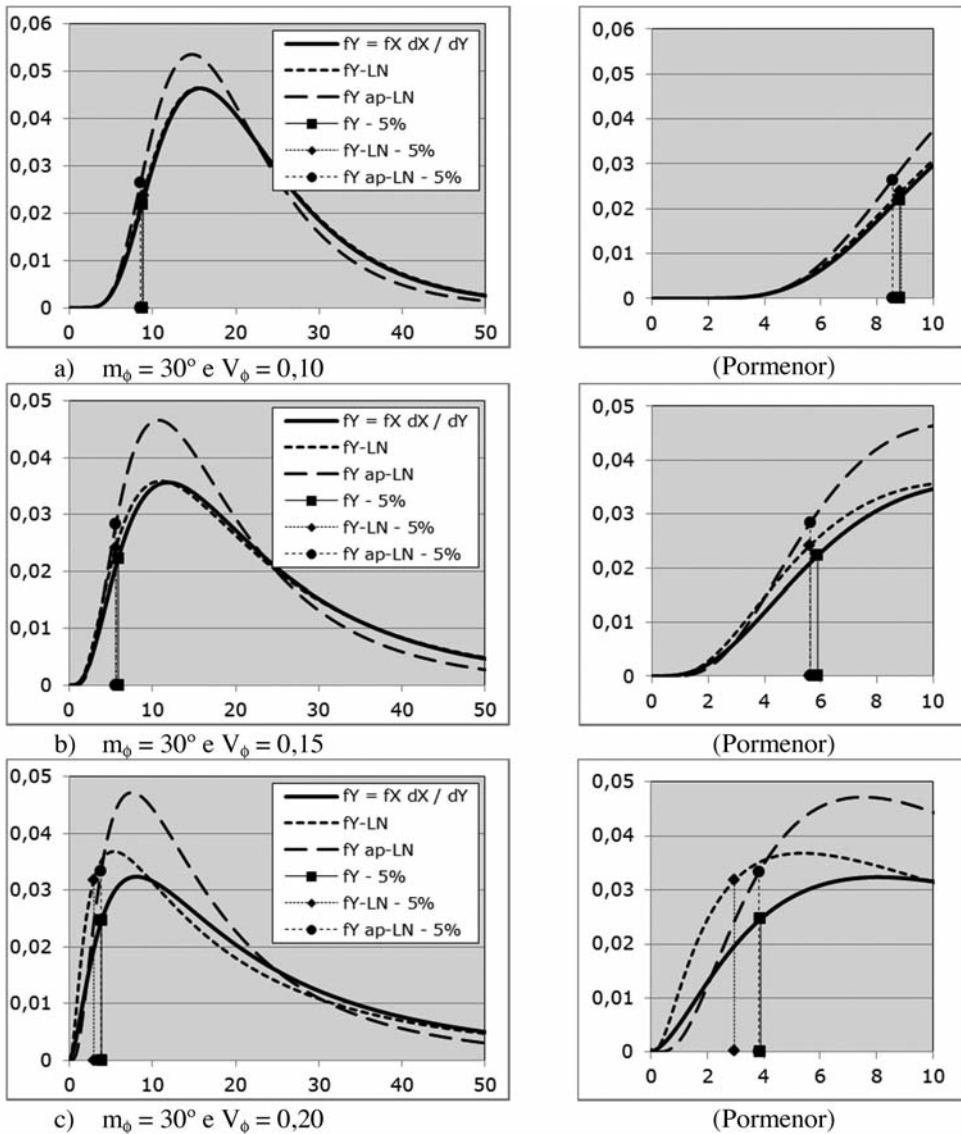 0,06
0,05
0,04
0,03
0,02
0,01
0
0 10 20 30 40 50
fY = fX dX / dY
fY-LN
fY ap-LN
fY - 5%
fY-LN - 5%
fY ap-LN - 5%
0,06
0,05
0,04
0,03
0,02
0,01
0
0 2 4 6 8 10
a) mϕ = 30º e Vϕ = 0,10
(Pormenor)
0,05
0,04
0,03
0,02
0,01
0
0 10 20 30 40 50
fY = fX dX / dY
fY-LN
fY ap-LN
fY - 5%
fY-LN - 5%
fY ap-LN - 5%
0,05
0,04
0,03
0,02
0,01
0
0 2 4 6 8 10
b) mϕ = 30º e Vϕ = 0,15
(Pormenor)
0,05
0,04
0,03
0,02
0,01
0
0 10 20 30 40 50
fY = fX dX / dY
fY-LN
fY ap-LN
fY - 5%
fY-LN - 5%
fY ap-LN - 5%
0,05
0,04
0,03
0,02
0,01
0
0 2 4 6 8 10
c) mϕ = 30º e Vϕ = 0,20
(Pormenor)